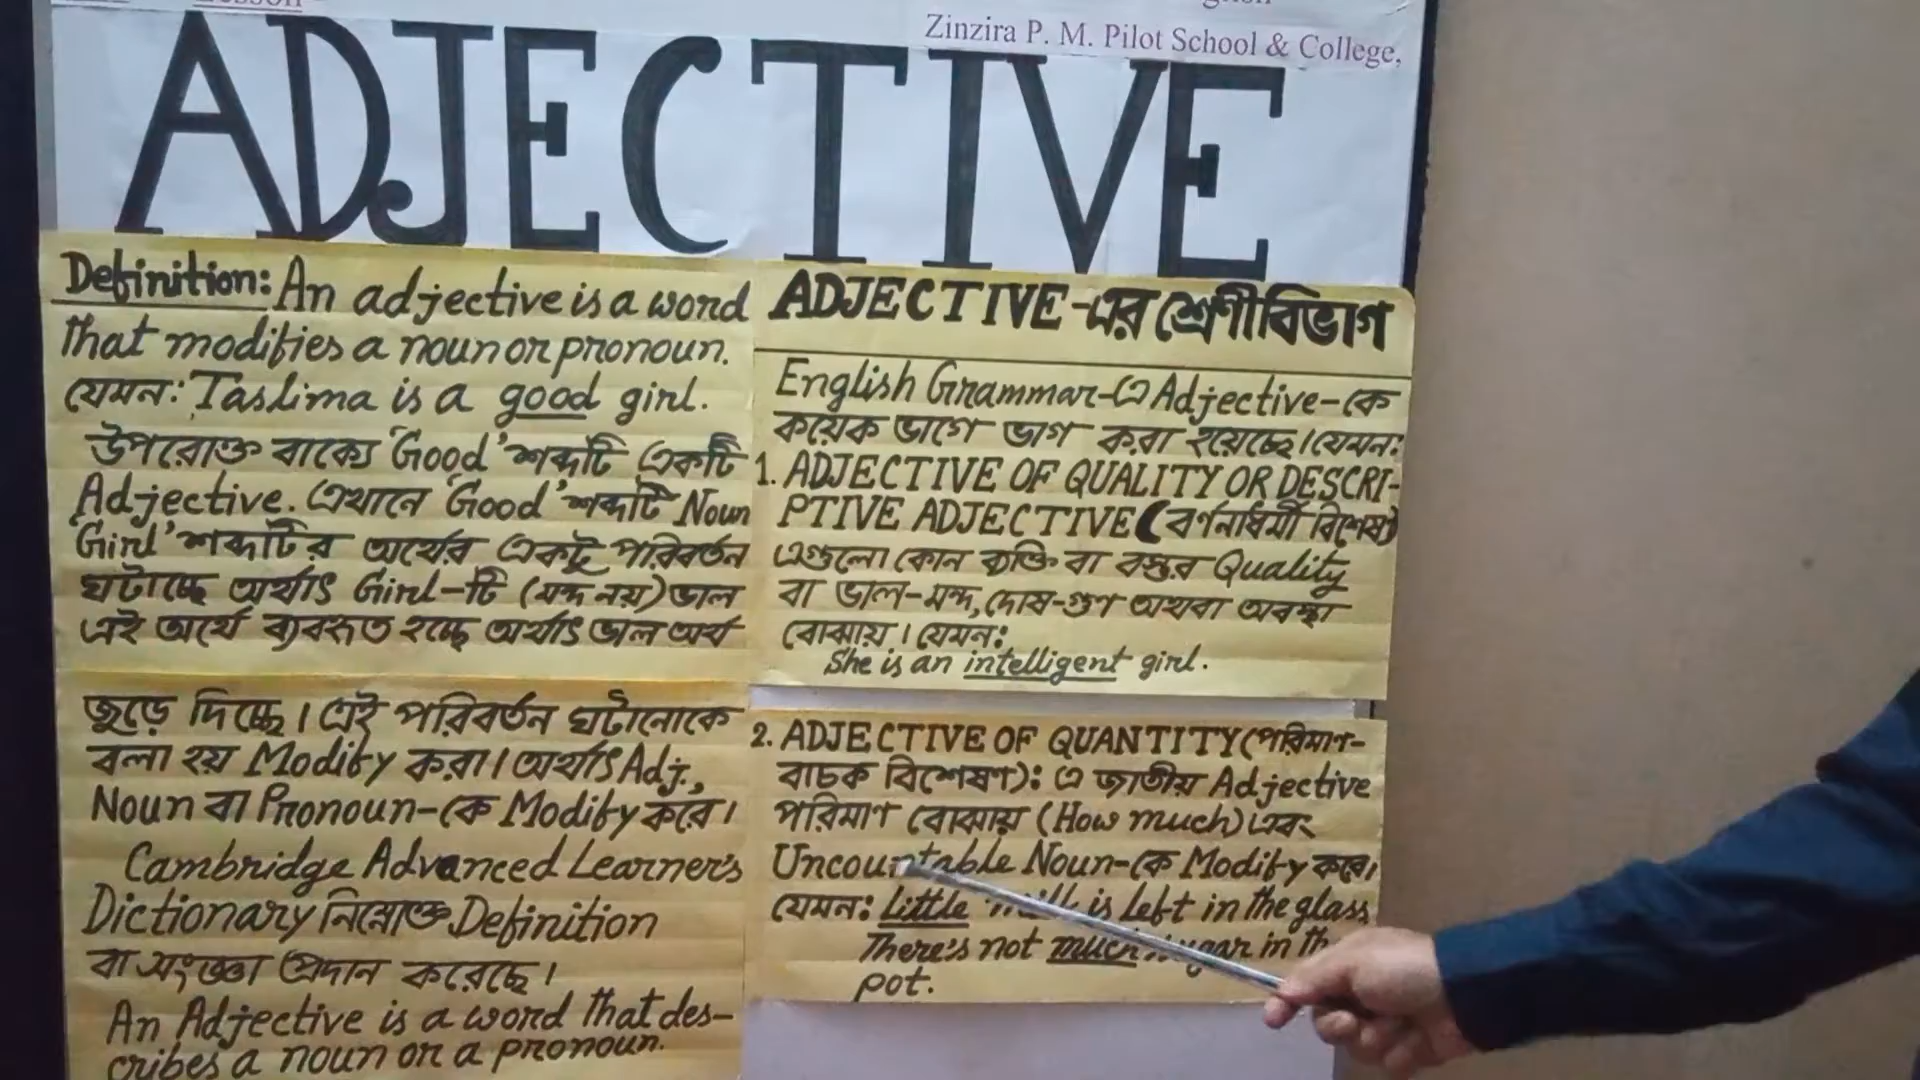 Lesson
Zinzira P. M. Pilot School & College,
ADJECTIVE
Definition: An adjective is a word
that modifies a noun or pronoun.
যেমন: Taslima is a good girl.
উপরোক্ত বাক্যে 'Good' শব্দটি একটি
Adjective. এখানে 'Good' শব্দটি Noun
Girl' শব্দটির অর্থের একটু পরিবর্তন
ঘটাচ্ছে অর্থাৎ Girl-টি (মন্দ নয়) ভাল
এই অর্থে ব্যবহৃত হচ্ছে অর্থাৎ ভাল অর্থ
জুড়ে দিচ্ছে। এই পরিবর্তন ঘটানোকে
বলা হয় Modify করা। অর্থাৎ Adj.,
Noun বা Pronoun-কে Modify করে।
Cambridge Advanced Learner's
Dictionary নিম্নোক্ত Definition
বা সংজ্ঞা প্রদান করেছে।
An Adjective is a word that des-
cribes a noun or a pronoun.
ADJECTIVE-এর শ্রেণীবিভাগ
English Grammar-এ Adjective-কে
কয়েক ভাগে ভাগ করা হয়েছে। যেমন:
1. ADJECTIVE OF QUALITY OR DESCRI-
PTIVE ADJECTIVE (বর্ণনাধর্মী বিশেষ)
এগুলো কোন ব্যক্তি বা বস্তুর Quality
বা ভাল-মন্দ, দোষ-গুণ অথবা অবস্থা
বোঝায়। যেমন:
She is an intelligent girl.
2. ADJECTIVE OF QUANTITY (পরিমাণ-
বাচক বিশেষণ): এ জাতীয় Adjective
পরিমাণ বোঝায় (How much) এবং
Uncountable Noun-কে Modify করে।
যেমন: Little milk is left in the glass
There's not much sugar in th
pot.